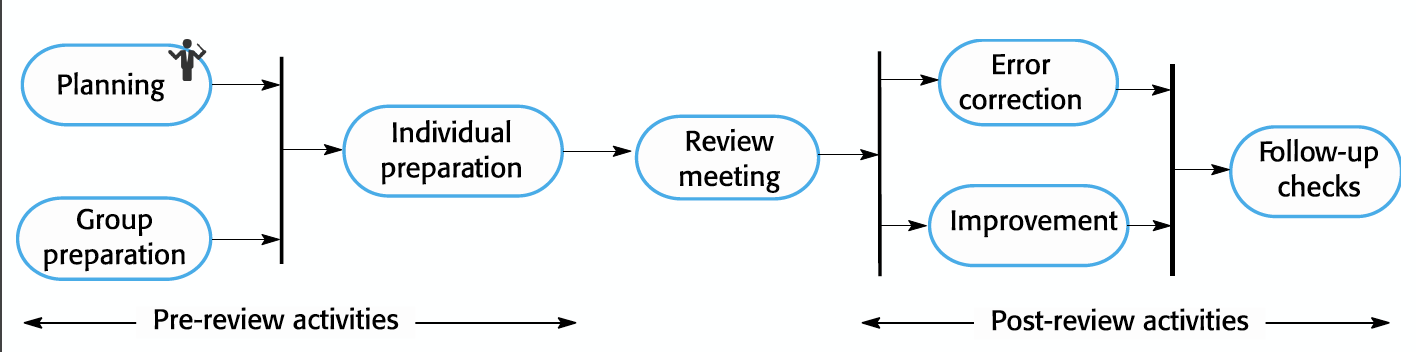 Planning
Group
preparation
Individual
preparation
Review
meeting
Error
correction
Improvement
Follow-up
checks
Pre-review activities
Post-review activities